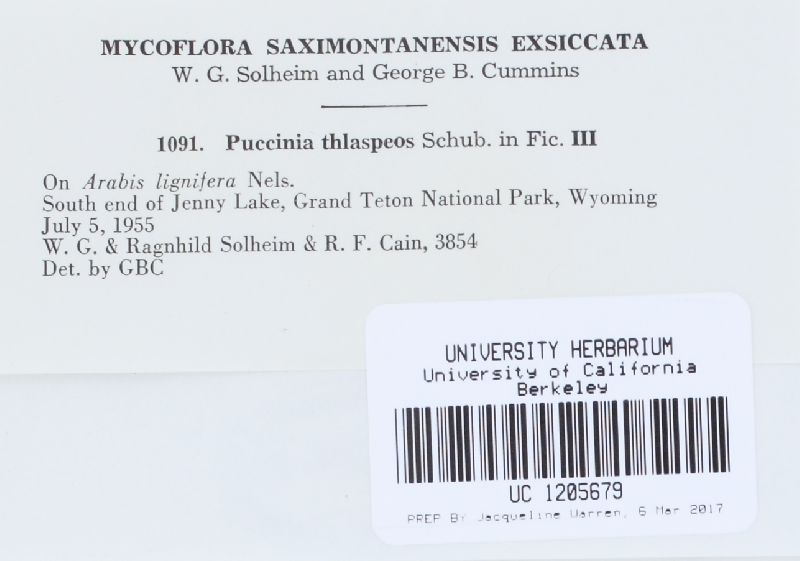 MYCOFLORA SAXIMONTANENSIS EXSICCATA
W. G. Solheim and George B. Cummins
1091. Puccinia thlaspeos Schub. in Fic. III
On Arabis lignifera Nels.
South end of Jenny Lake, Grand Teton National Park, Wyoming
July 5, 1955
W. G. & Ragnhild Solheim & R. F. Cain, 3854
Det. by GBC
UNIVERSITY HERBARIUM
University of California
Berkeley
UC 1205679
PREP BY Jacqueline Warren, 6 Mar 2017